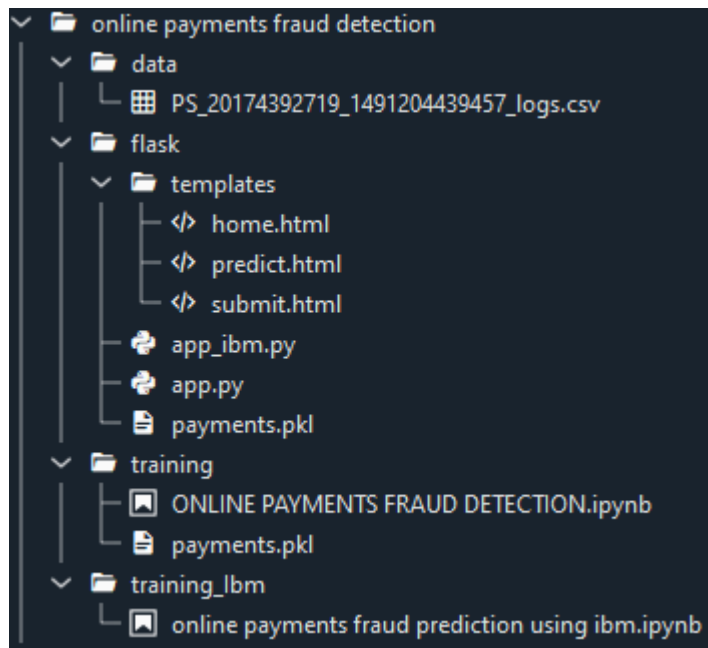 online payments fraud detection
data
PS_20174392719_1491204439457_logs.csv
flask
templates
home.html
predict.html
submit.html
app_ibm.py
app.py
payments.pkl
training
ONLINE PAYMENTS FRAUD DETECTION.ipynb
payments.pkl
training_Ibm
online payments fraud prediction using ibm.ipynb